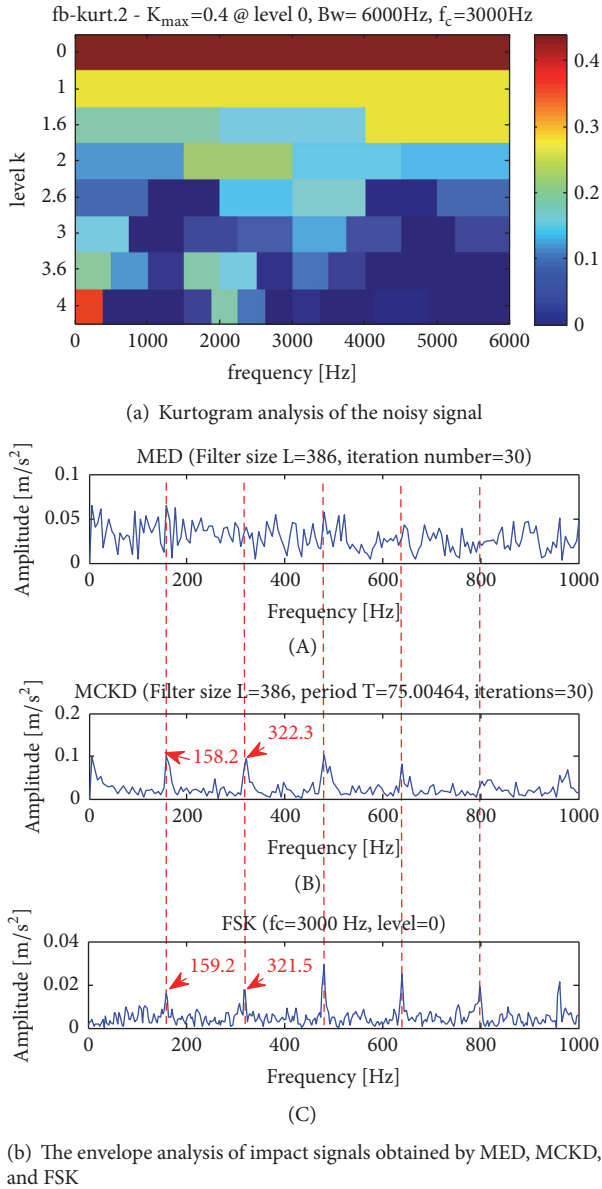 fb-kurt.2 - Kmax=0.4 @ level 0, Bw= 6000Hz, fc=3000Hz
0
1
1.6
2
2.6
3
3.6
4
level k
0 1000 2000 3000 4000 5000 6000
frequency [Hz]
0.4
0.3
0.2
0.1
0
(a) Kurtogram analysis of the noisy signal
MED (Filter size L=386, iteration number=30)
0.1
0.05
0
Amplitude [m/s²]
0 200 400 600 800 1000
Frequency [Hz]
(A)
MCKD (Filter size L=386, period T=75.00464, iterations=30)
0.2
0.1
0
Amplitude [m/s²]
158.2
322.3
0 200 400 600 800 1000
Frequency [Hz]
(B)
FSK (fc=3000 Hz, level=0)
0.04
0.02
0
Amplitude [m/s²]
159.2
321.5
0 200 400 600 800 1000
Frequency [Hz]
(C)
(b) The envelope analysis of impact signals obtained by MED, MCKD,
and FSK